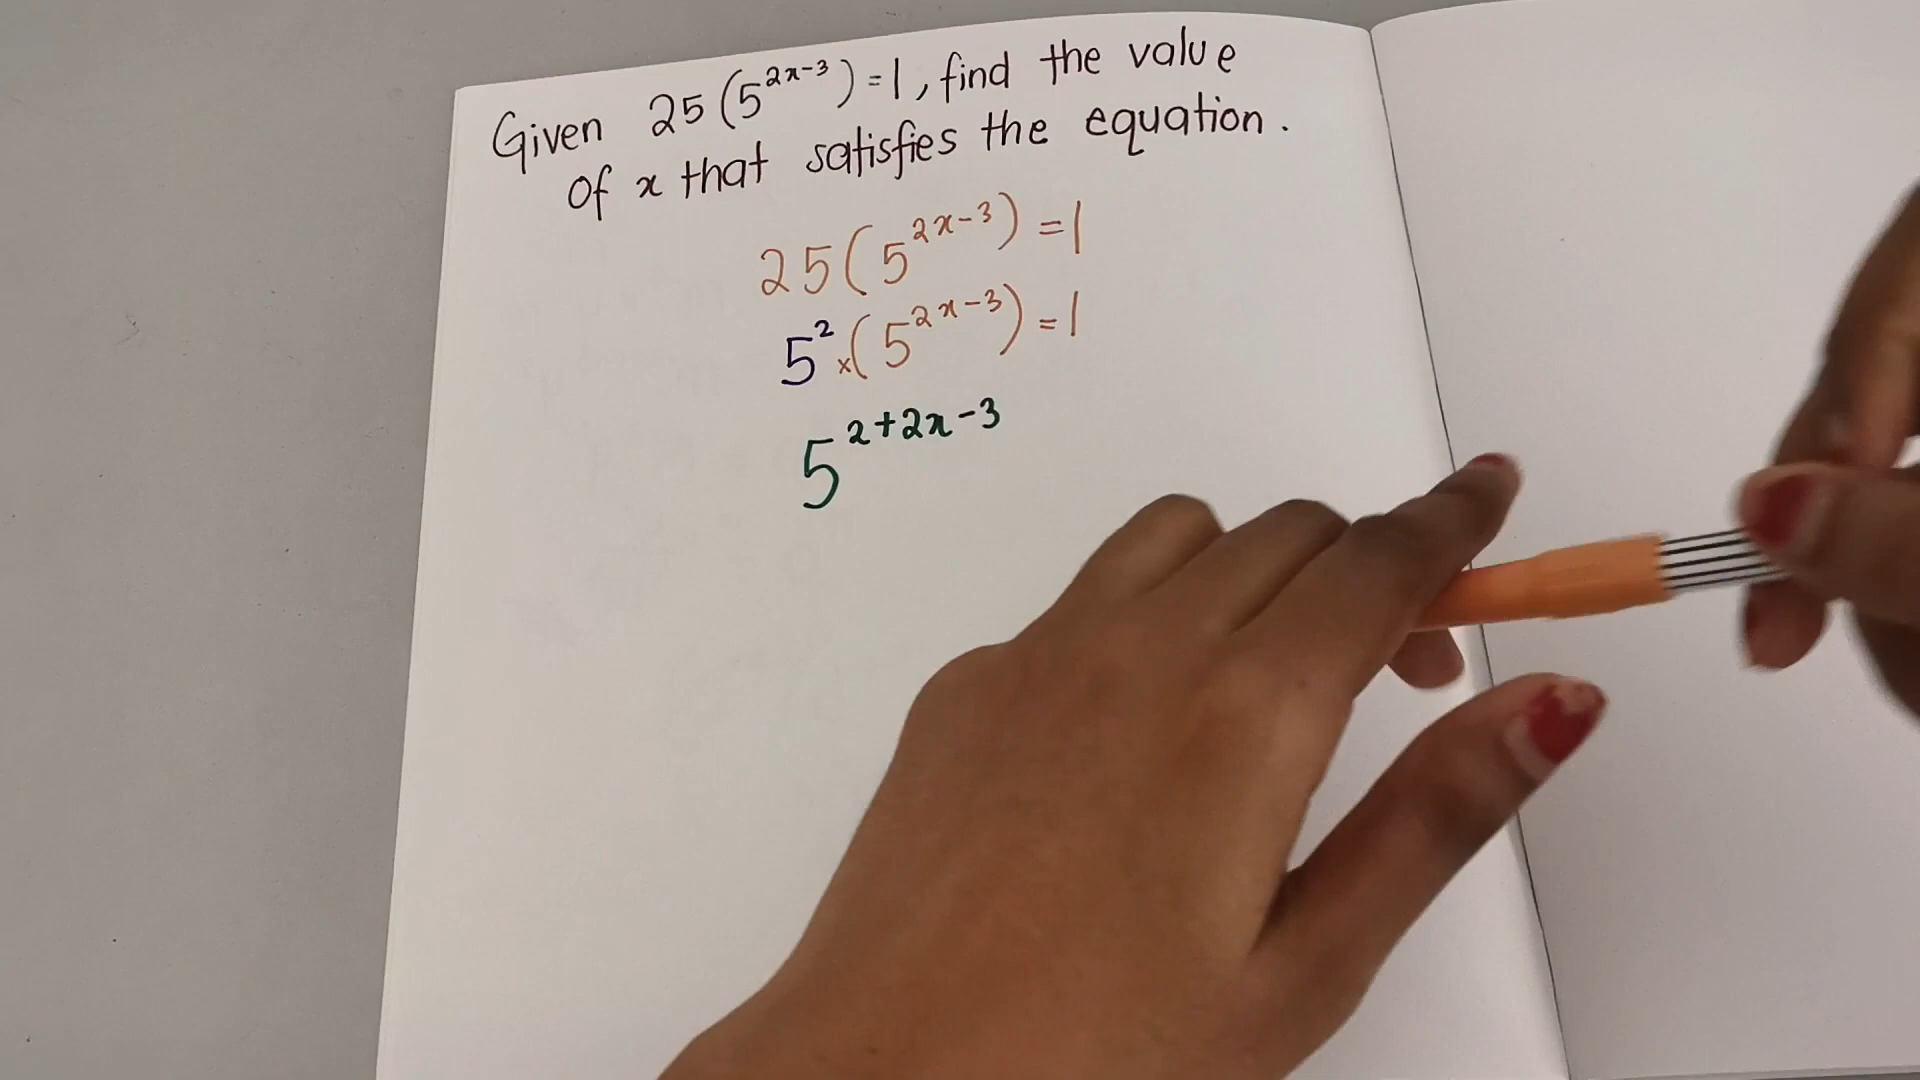 Given 25(5^{2x-3})=1, find the value
of x that satisfies the equation.
25(5^{2x-3})=1
5^2×(5^{2x-3})=1
5^{2+2x-3}